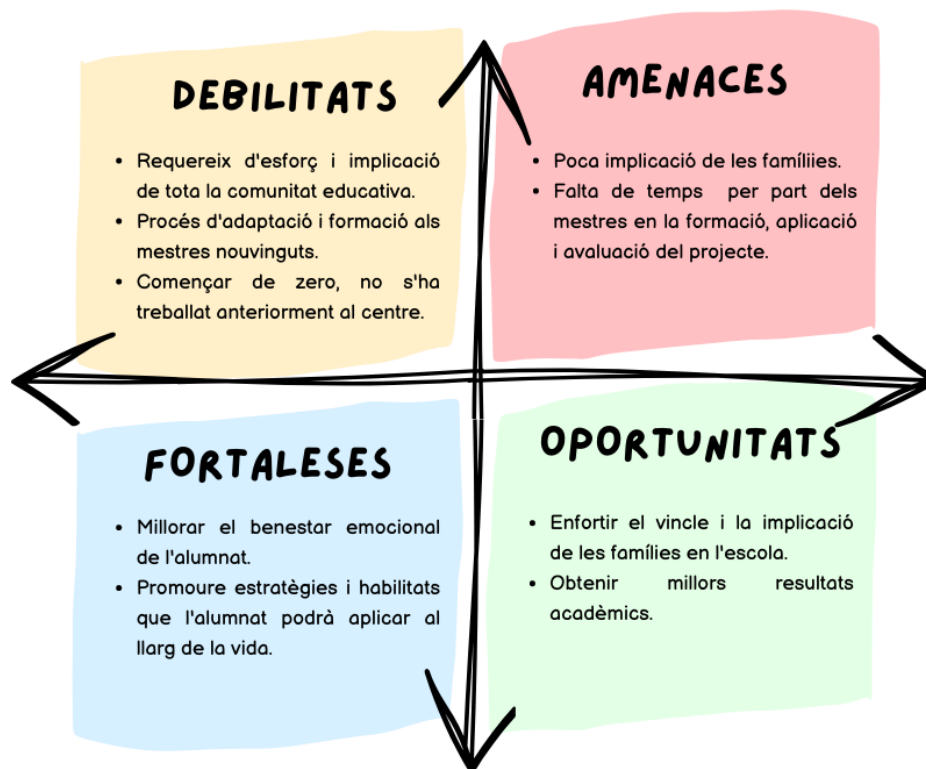 DEBILITATS
• Requereix d'esforç i implicació
de tota la comunitat educativa.
• Procés d'adaptació i formació als
mestres nouvinguts.
• Començar de zero, no s'ha
treballat anteriorment al centre.
AMENACES
• Poca implicació de les famíliies.
• Falta de temps per part dels
mestres en la formació, aplicació
i avaluació del projecte.
FORTALESES
• Millorar el benestar emocional
de l'alumnat.
• Promoure estratègies i habilitats
que l'alumnat podrà aplicar al
llarg de la vida.
OPORTUNITATS
• Enfortir el vincle i la implicació
de les famílies en l'escola.
• Obtenir millors resultats
acadèmics.